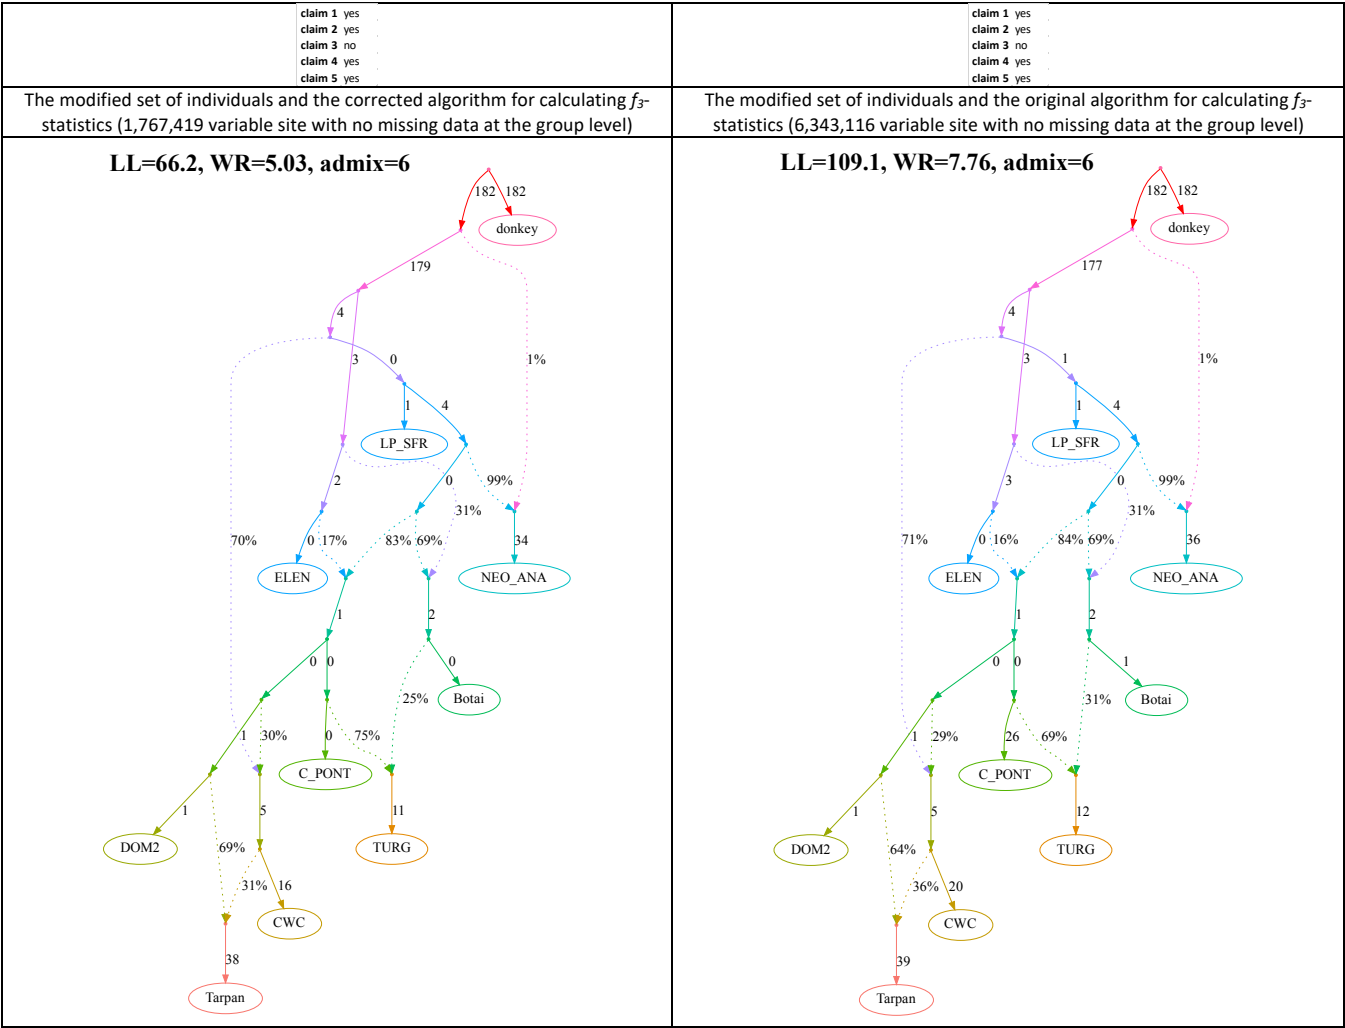 claim 1 yes
claim 2 yes
claim 3 no
claim 4 yes
claim 5 yes
The modified set of individuals and the corrected algorithm for calculating f3-
statistics (1,767,419 variable site with no missing data at the group level)
LL=66.2, WR=5.03, admix=6
182 182
donkey
179
4
3 0 1%
1 4
LP_SFR
2 0 99%
31%
70% 0 17% 83% 69% 34
ELEN NEO_ANA
1 2
0 0 0
25% Botai
1 30% 0 75%
C_PONT
1 5 11
DOM2 69% TURG
31% 16
CWC
38
Tarpan
claim 1 yes
claim 2 yes
claim 3 no
claim 4 yes
claim 5 yes
The modified set of individuals and the original algorithm for calculating f3-
statistics (6,343,116 variable site with no missing data at the group level)
LL=109.1, WR=7.76, admix=6
182 182
donkey
177
4
3 1 1%
1 4
LP_SFR
3 0 99%
31%
71% 0 16% 84% 69% 36
ELEN NEO_ANA
1 2
0 0 1
31% Botai
1 29% 26 69%
C_PONT
1 5 12
DOM2 64% TURG
36% 20
CWC
39
Tarpan